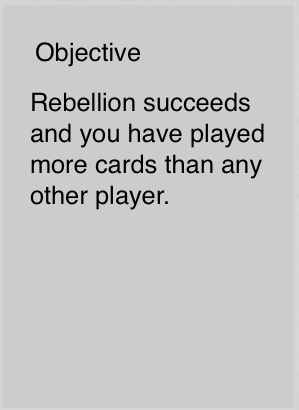 Objective
Rebellion succeeds
and you have played
more cards than any
other player.